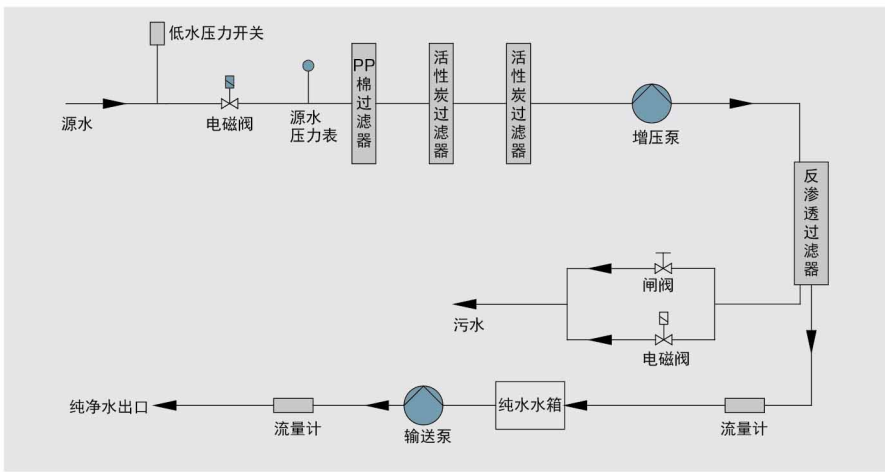 低水压力开关
源水
电磁阀
源水
压力表
PP
棉过滤器
活性炭过滤器
活性炭过滤器
增压泵
反渗透过滤器
闸阀
污水
电磁阀
纯净水出口
流量计
输送泵
纯水水箱
流量计